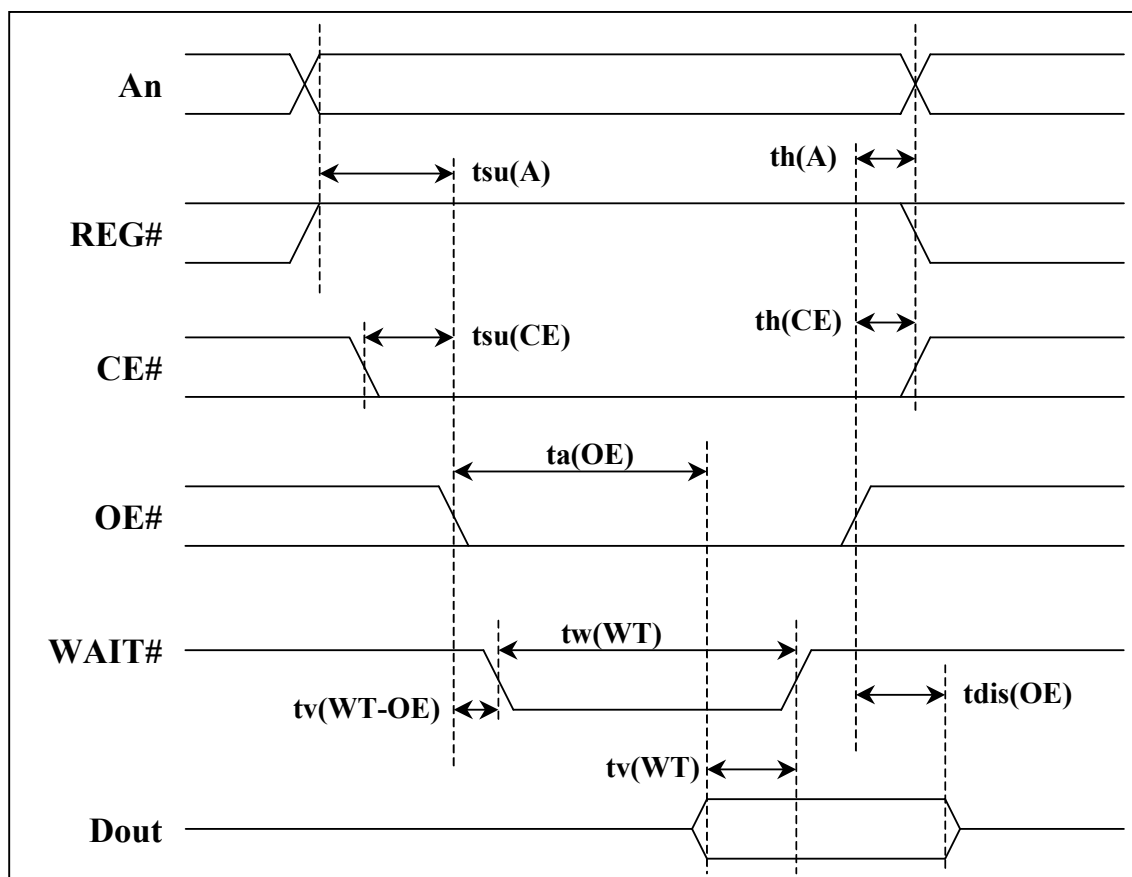 An
tsu(A)
th(A)
REG#
tsu(CE)
th(CE)
CE#
ta(OE)
OE#
tw(WT)
WAIT#
tv(WT-OE)
tdis(OE)
tv(WT)
Dout